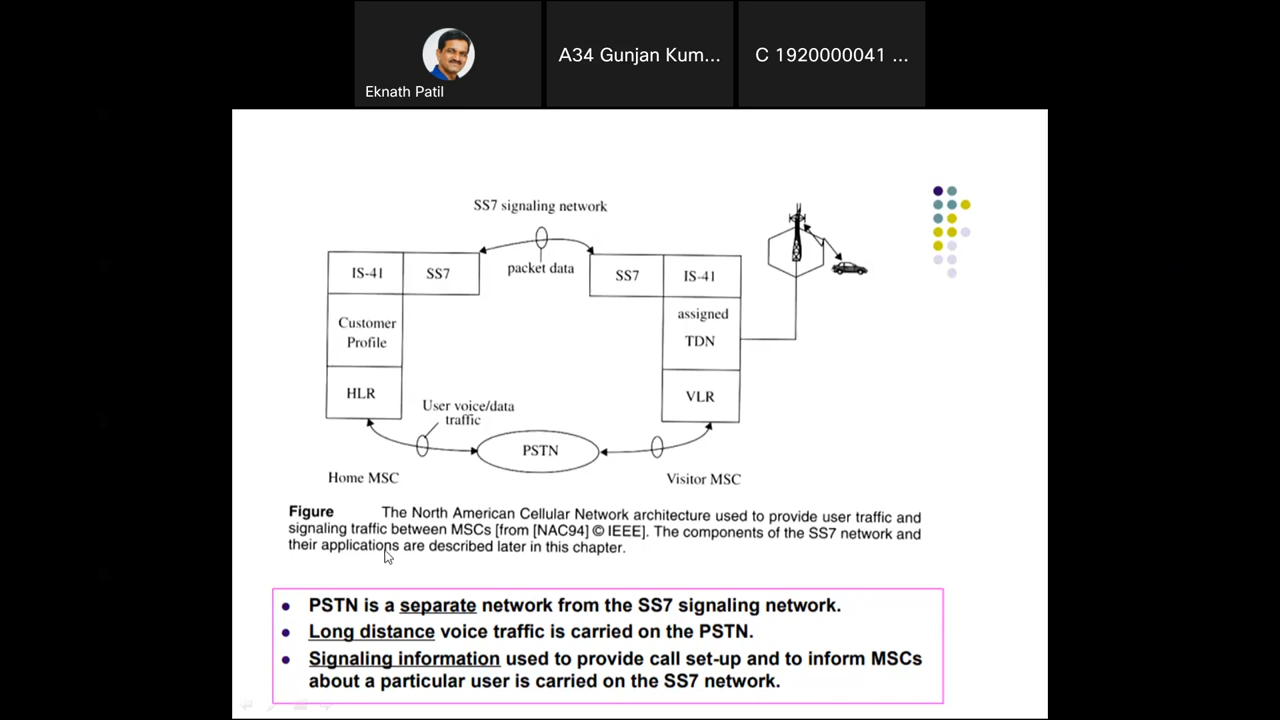 Eknath Patil
A34 Gunjan Kum...
C 1920000041 ...
SS7 signaling network
packet data
IS-41
SS7
SS7
IS-41
Customer
Profile
assigned
TDN
HLR
VLR
User voice/data
traffic
PSTN
Home MSC
Visitor MSC
Figure The North American Cellular Network architecture used to provide user traffic and
signaling traffic between MSCs [from [NAC94] © IEEE]. The components of the SS7 network and
their applications are described later in this chapter.
• PSTN is a separate network from the SS7 signaling network.
• Long distance voice traffic is carried on the PSTN.
• Signaling information used to provide call set-up and to inform MSCs
about a particular user is carried on the SS7 network.